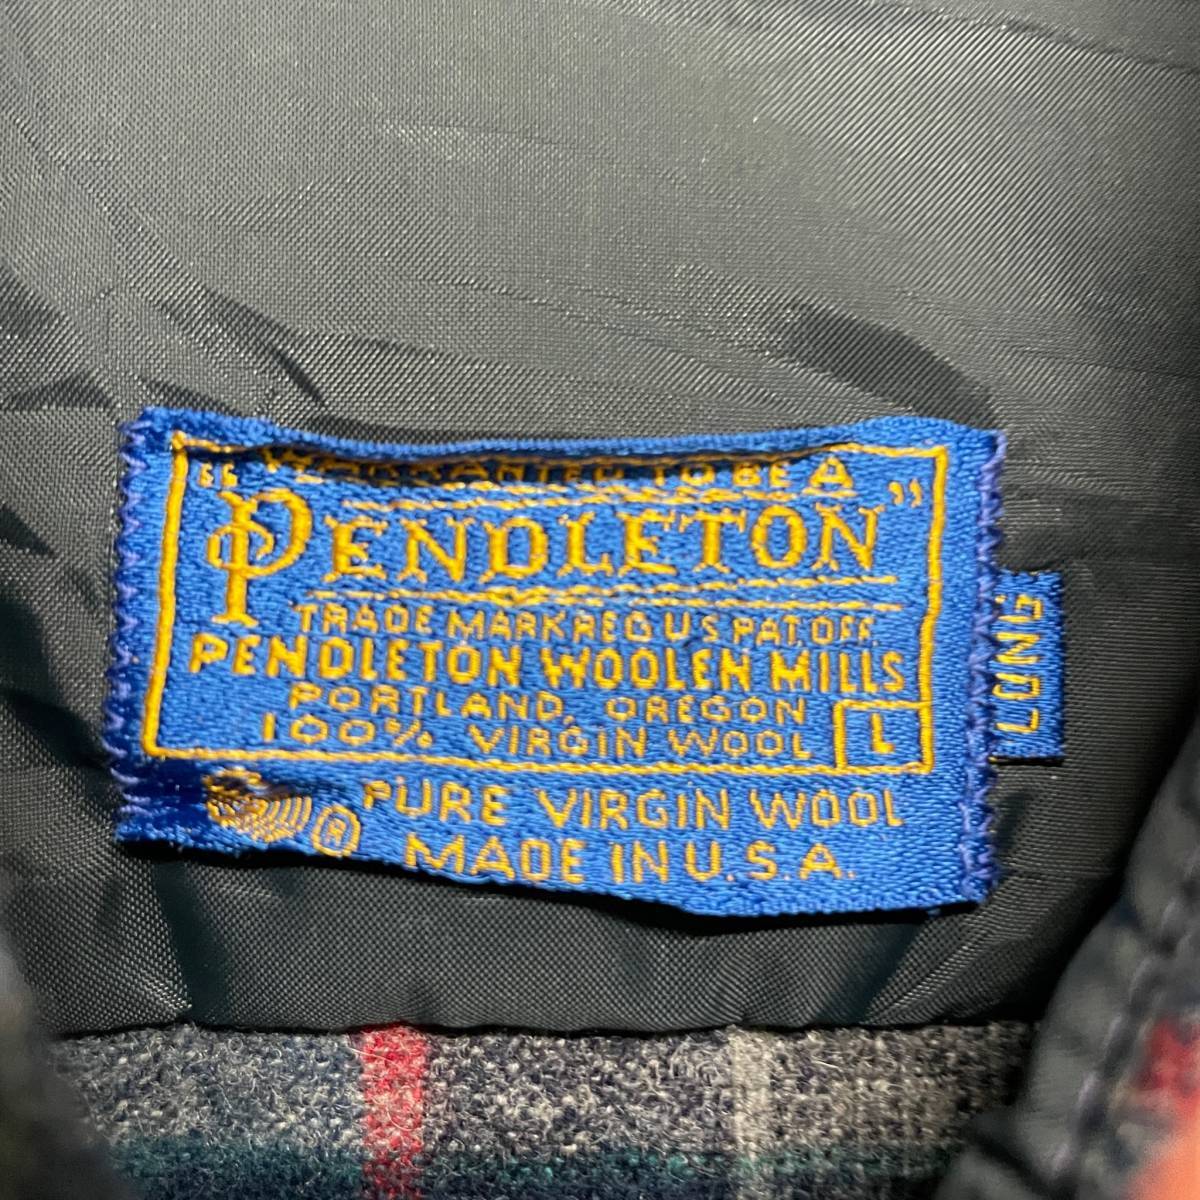 WARRANTED TO BE A
"PENDLETON"
TRADE MARK REG U S PAT. OFF.
PENDLETON WOOLEN MILLS
PORTLAND, OREGON
100% VIRGIN WOOL L
® PURE VIRGIN WOOL
MADE IN U.S.A.
LONG